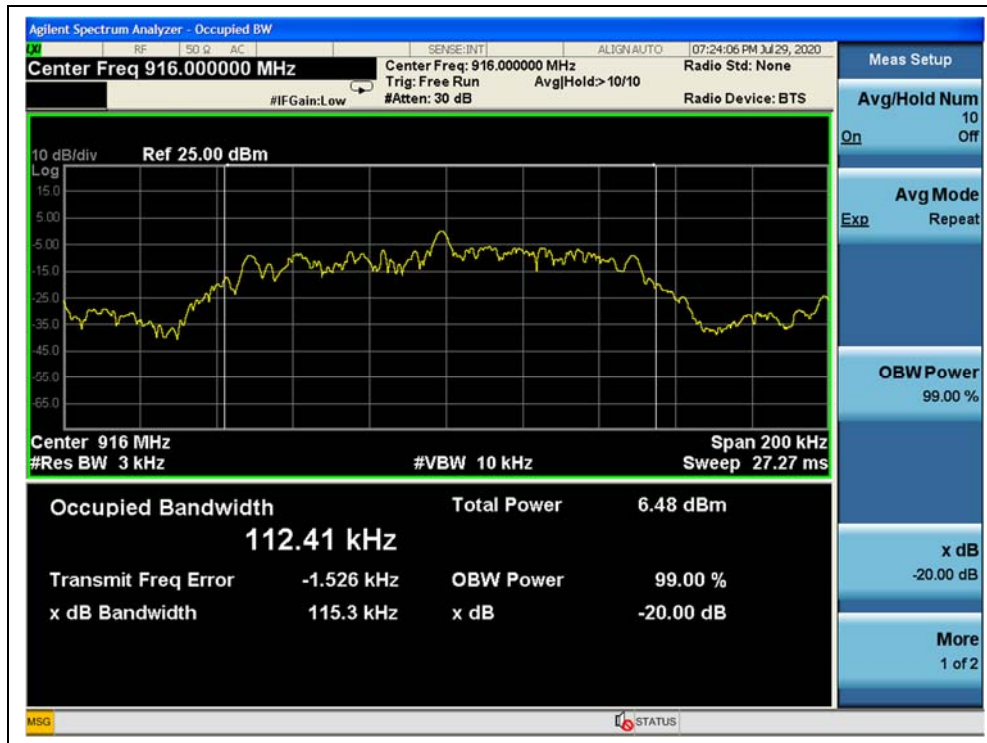 Agilent Spectrum Analyzer - Occupied BW
LXI RF 50 Ω AC SENSE:INT ALIGN AUTO 07:24:06 PM Jul 29, 2020
Center Freq 916.000000 MHz
Center Freq: 916.000000 MHz
Radio Std: None
Trig: Free Run Avg|Hold:>10/10
#IFGain:Low #Atten: 30 dB Radio Device: BTS
10 dB/div Ref 25.00 dBm
Log
15.0
5.00
-5.00
-15.0
-25.0
-35.0
-45.0
-55.0
-65.0
Center 916 MHz Span 200 kHz
#Res BW 3 kHz #VBW 10 kHz Sweep 27.27 ms
Occupied Bandwidth Total Power 6.48 dBm
112.41 kHz
Transmit Freq Error -1.526 kHz OBW Power 99.00 %
x dB Bandwidth 115.3 kHz x dB -20.00 dB
Meas Setup
Avg/Hold Num
10
On Off
Avg Mode
Exp Repeat
OBW Power
99.00 %
x dB
-20.00 dB
More
1 of 2
MSG STATUS